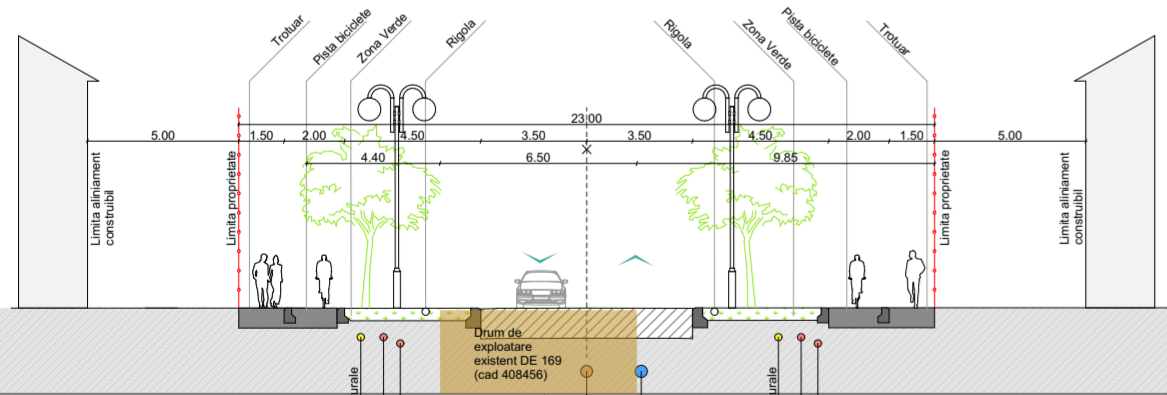 Trotuar
Pista biciclete
Zona Verde
Rigola
Rigola
Zona Verde
Pista biciclete
Trotuar
23.00
5.00
1.50
2.00
4.50
3.50
3.50
4.50
2.00
1.50
5.00
4.40
6.50
9.85
Limita aliniament
construibil
Limita proprietate
Limita proprietate
Limita aliniament
construibil
Drum de
exploatare
existent DE 169
(cad 408456)
urale
urale